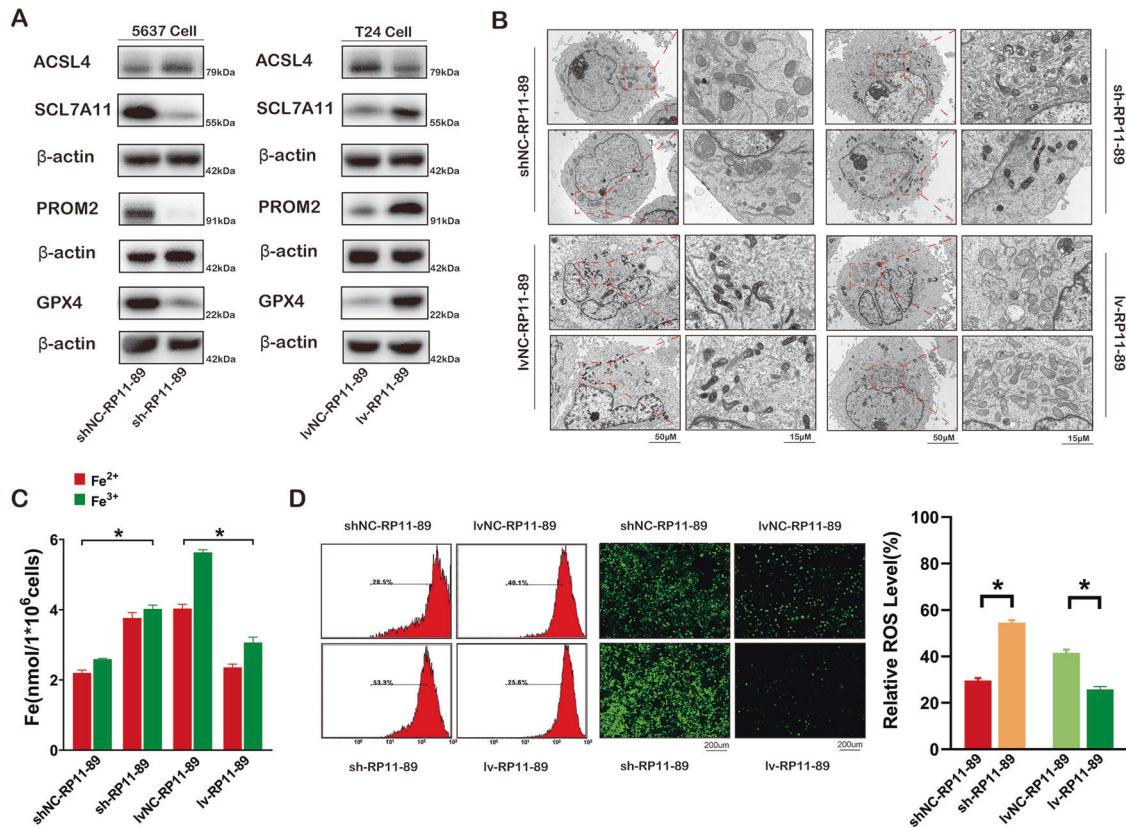 A
5637 Cell
T24 Cell
ACSL4
79kDa
ACSL4
79kDa
SCL7A11
55kDa
SCL7A11
55kDa
β-actin
42kDa
β-actin
42kDa
PROM2
91kDa
PROM2
91kDa
β-actin
42kDa
β-actin
42kDa
GPX4
22kDa
GPX4
22kDa
β-actin
42kDa
β-actin
42kDa
shNC-RP11-89
sh-RP11-89
lvNC-RP11-89
lv-RP11-89
B
shNC-RP11-89
sh-RP11-89
lvNC-RP11-89
lv-RP11-89
50μM
15μM
50μM
15μM
C
Fe2+
Fe3+
Fe(nmol/1*10^6cells)
6
4
2
0
*
*
shNC-RP11-89
sh-RP11-89
lvNC-RP11-89
lv-RP11-89
D
shNC-RP11-89
lvNC-RP11-89
shNC-RP11-89
lvNC-RP11-89
28.5%
40.1%
53.3%
25.6%
200um
200um
sh-RP11-89
lv-RP11-89
sh-RP11-89
lv-RP11-89
Relative ROS Level(%)
100
80
60
40
20
0
*
*
shNC-RP11-89
sh-RP11-89
lvNC-RP11-89
lv-RP11-89